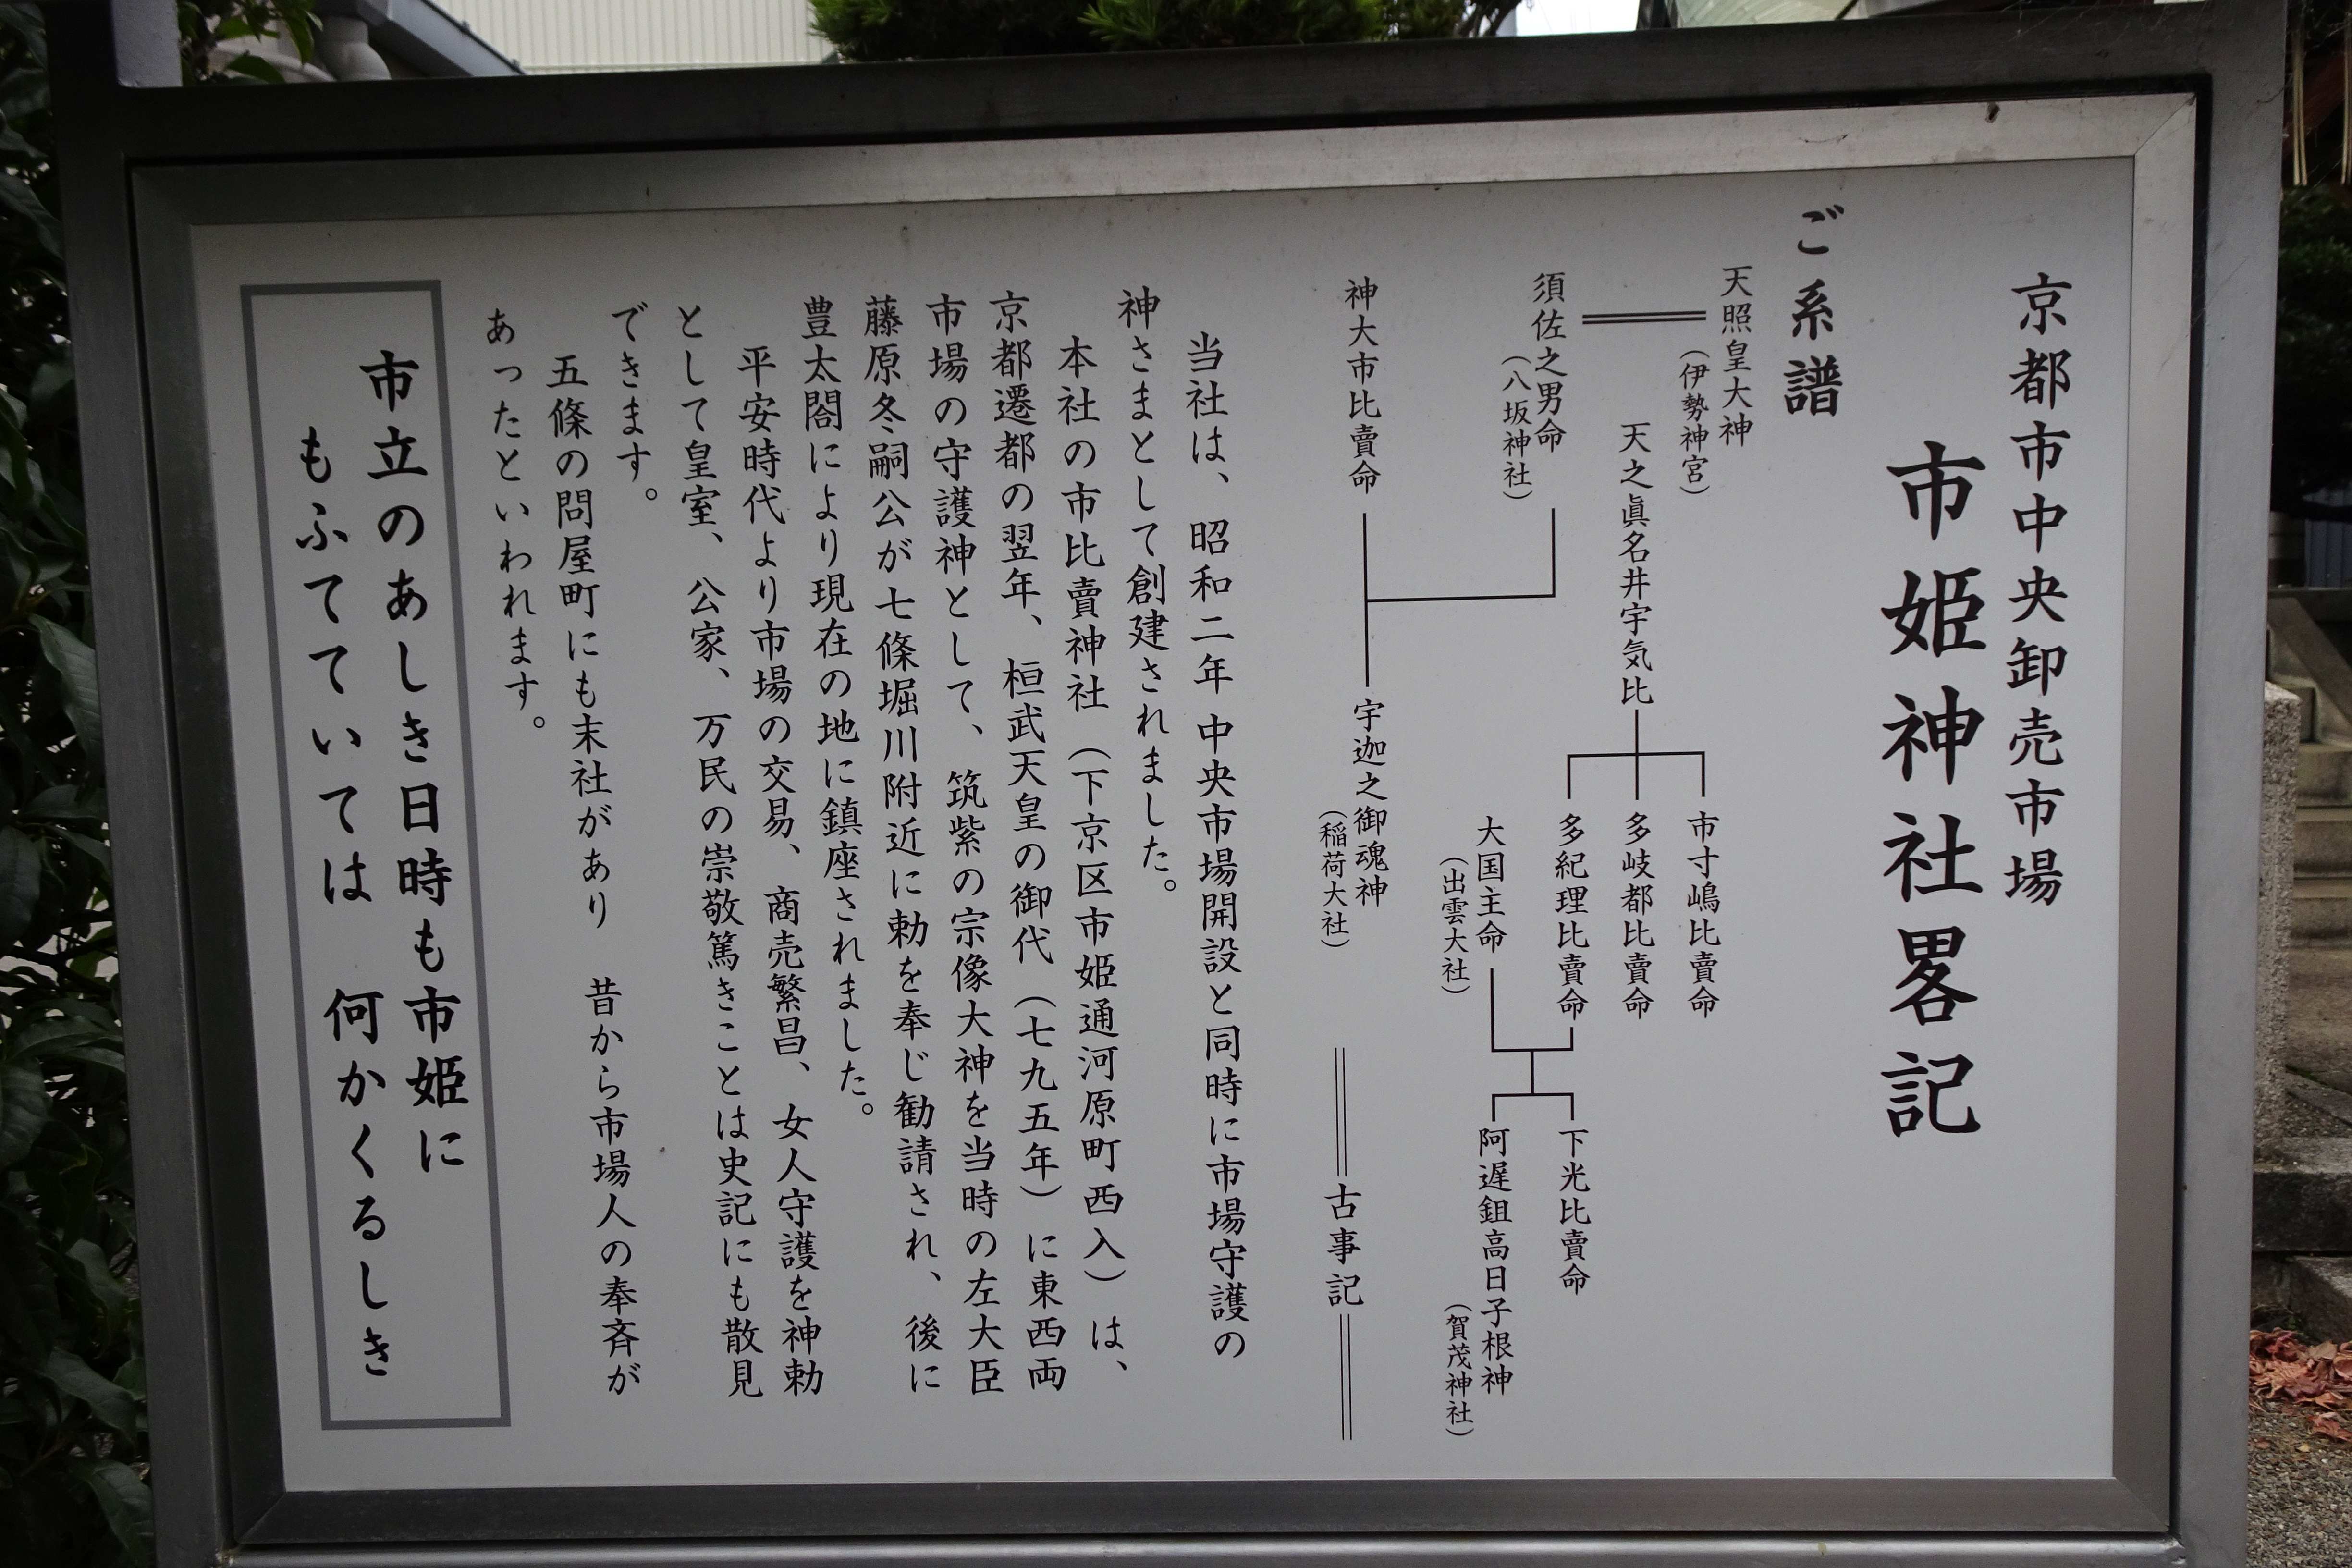 京都市中央卸売市場
市姫神社畧記
ご系譜
天照皇大神
（伊勢神宮）
天之眞名井宇気比
市寸嶋比賣命
多岐都比賣命
多紀理比賣命
須佐之男命
（八坂神社）
大国主命
（出雲大社）
下光比賣命
阿遅鉏高日子根神
（賀茂神社）
神大市比賣命
宇迦之御魂神
（稲荷大社）
古事記
当社は、昭和二年中央市場開設と同時に市場守護の
神さまとして創建されました。
本社の市比賣神社（下京区市姫通河原町西入）は、
京都遷都の翌年、桓武天皇の御代（七九五年）に東西両
市場の守護神として、筑紫の宗像大神を当時の左大臣
藤原冬嗣公が七條堀川附近に勅を奉じ勧請され、後に
豊太閤により現在の地に鎮座されました。
平安時代より市場の交易、商売繁昌、女人守護を神勅
として皇室、公家、万民の崇敬篤きことは史記にも散見
できます。
五條の問屋町にも末社があり　昔から市場人の奉斉が
あったといわれます。
市立のあしき日時も市姫に
もふてていては　何かくるしき